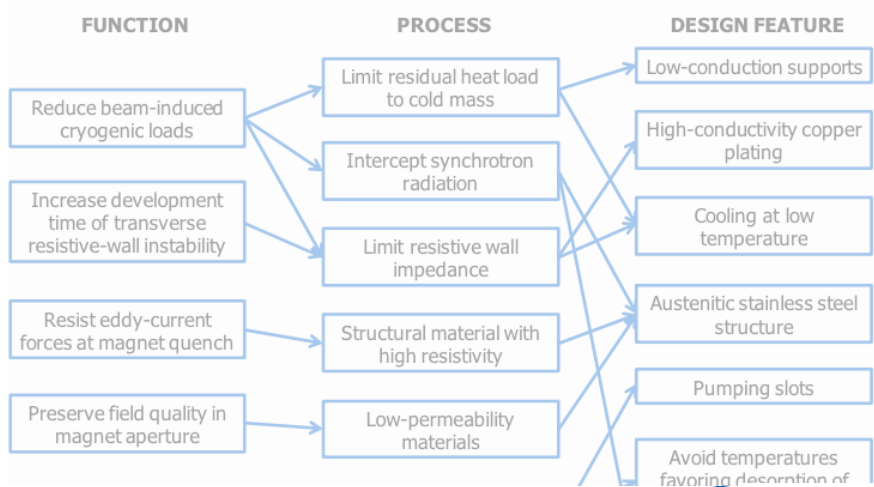 FUNCTION
PROCESS
DESIGN FEATURE
Reduce beam-induced
cryogenic loads
Increase development
time of transverse
resistive-wall instability
Resist eddy-current
forces at magnet quench
Preserve field quality in
magnet aperture
Limit residual heat load
to cold mass
Intercept synchrotron
radiation
Limit resistive wall
impedance
Structural material with
high resistivity
Low-permeability
materials
Low-conduction supports
High-conductivity copper
plating
Cooling at low
temperature
Austenitic stainless steel
structure
Pumping slots
Avoid temperatures
favoring desorption of